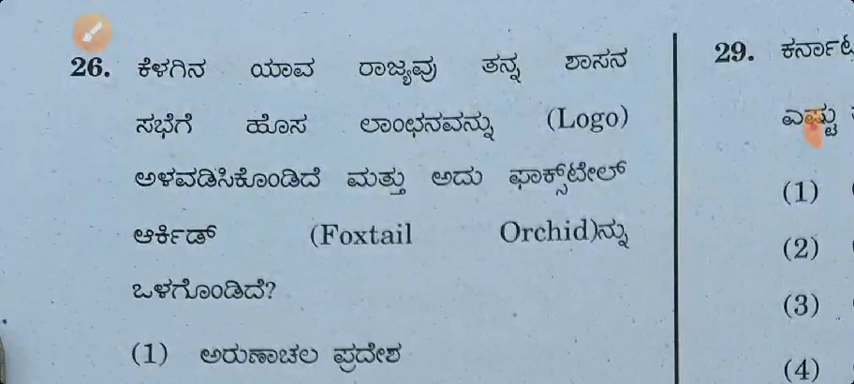 26. ಕೆಳಗಿನ ಯಾವ ರಾಜ್ಯವು ತನ್ನ ಶಾಸನ
ಸಭೆಗೆ ಹೊಸ ಲಾಂಛನವನ್ನು (Logo)
ಅಳವಡಿಸಿಕೊಂಡಿದೆ ಮತ್ತು ಅದು ಫಾಕ್ಸ್‌ಟೇಲ್
ಆರ್ಕಿಡ್ (Foxtail Orchid)ನ್ನು
ಒಳಗೊಂಡಿದೆ?
(1) ಅರುಣಾಚಲ ಪ್ರದೇಶ
29.
ಎಷ್ಟು
(1)
(2)
(3)
(4)